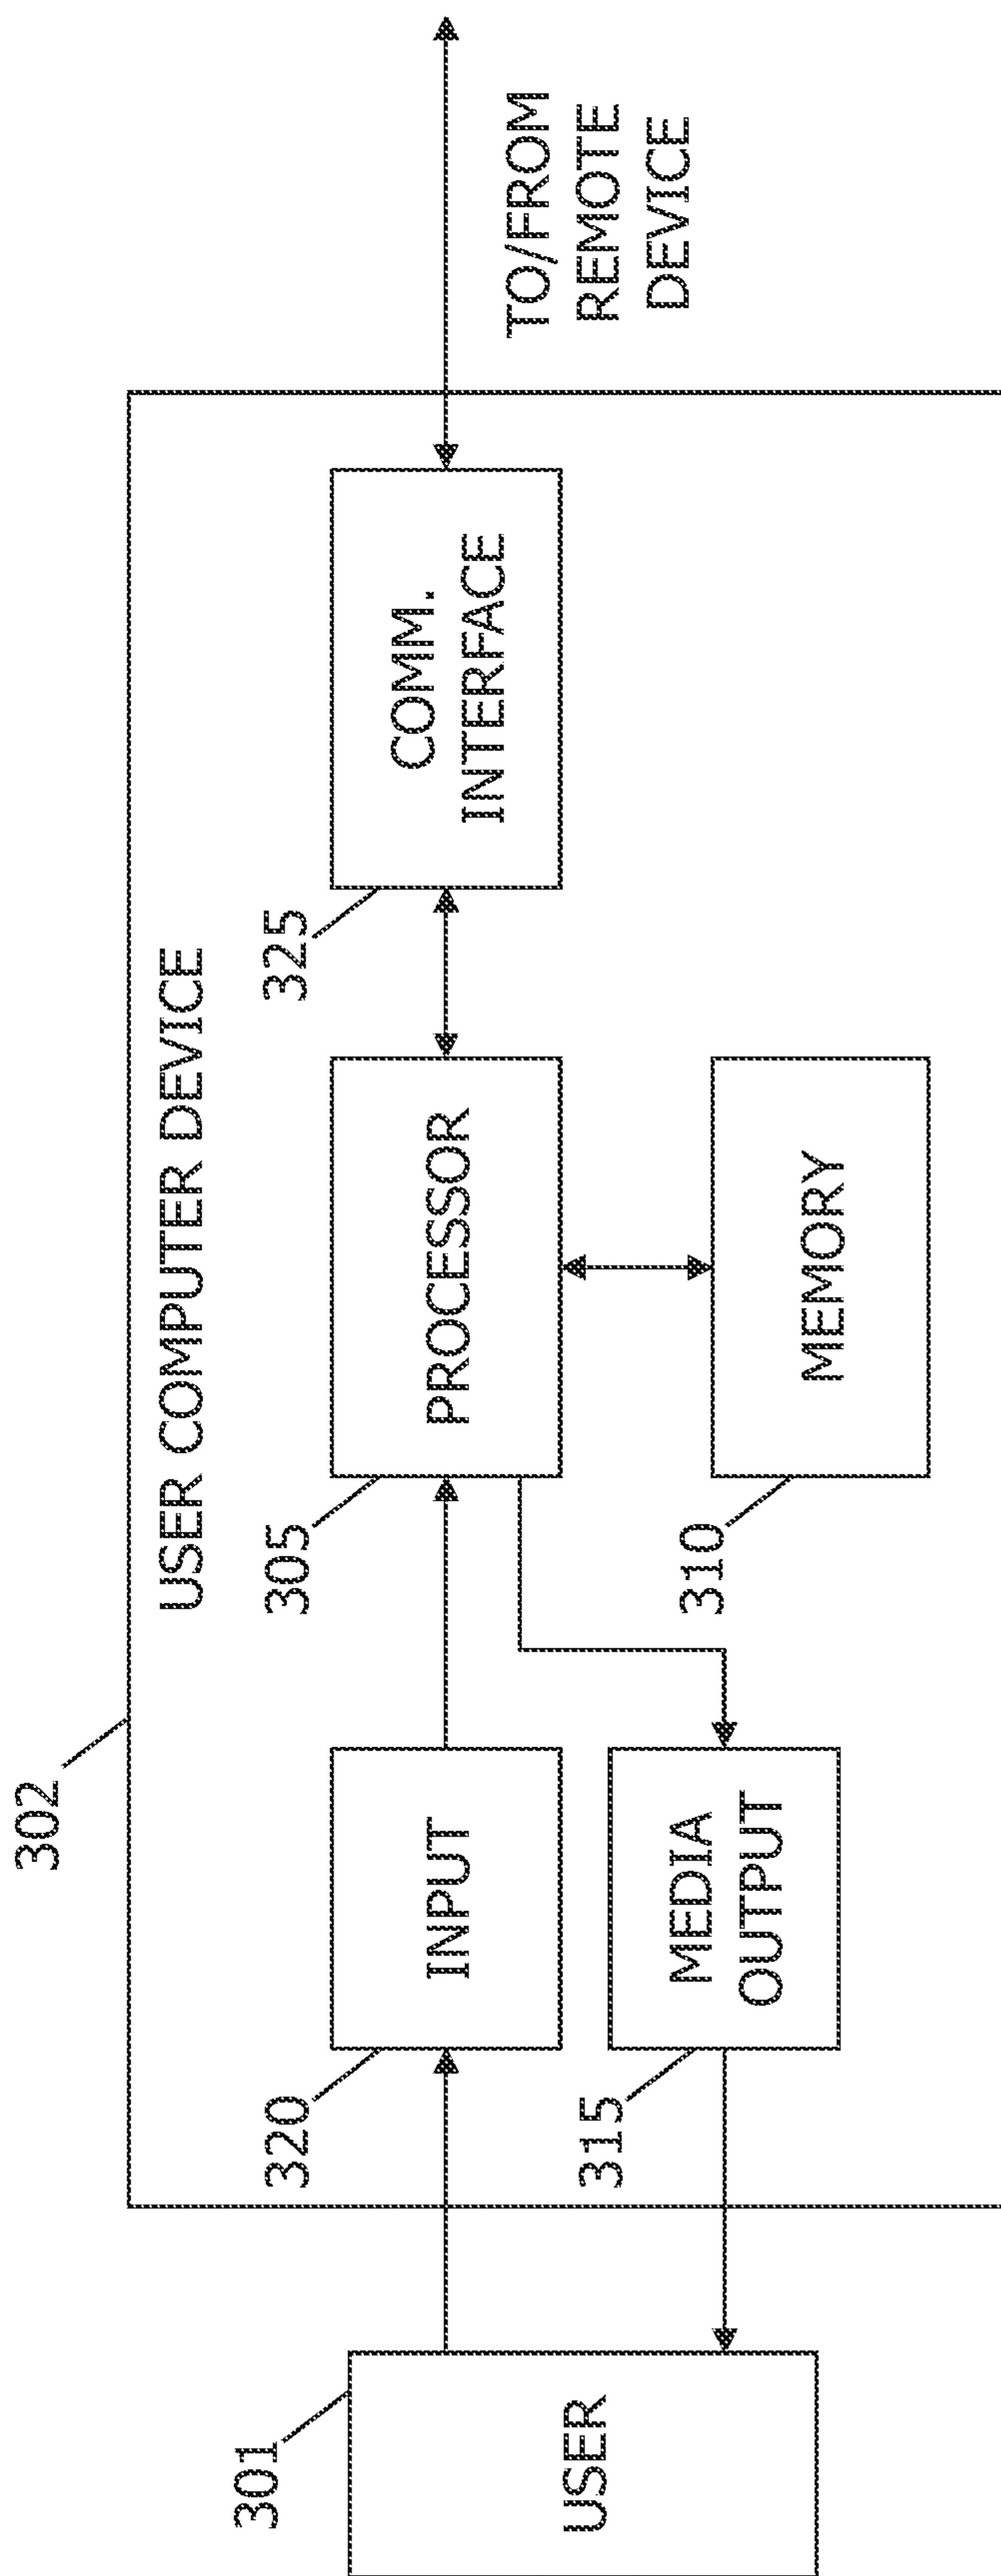 302
USER COMPUTER DEVICE
301
USER
320
INPUT
305
PROCESSOR
325
COMM.
INTERFACE
TO/FROM
REMOTE
DEVICE
315
MEDIA
OUTPUT
310
MEMORY